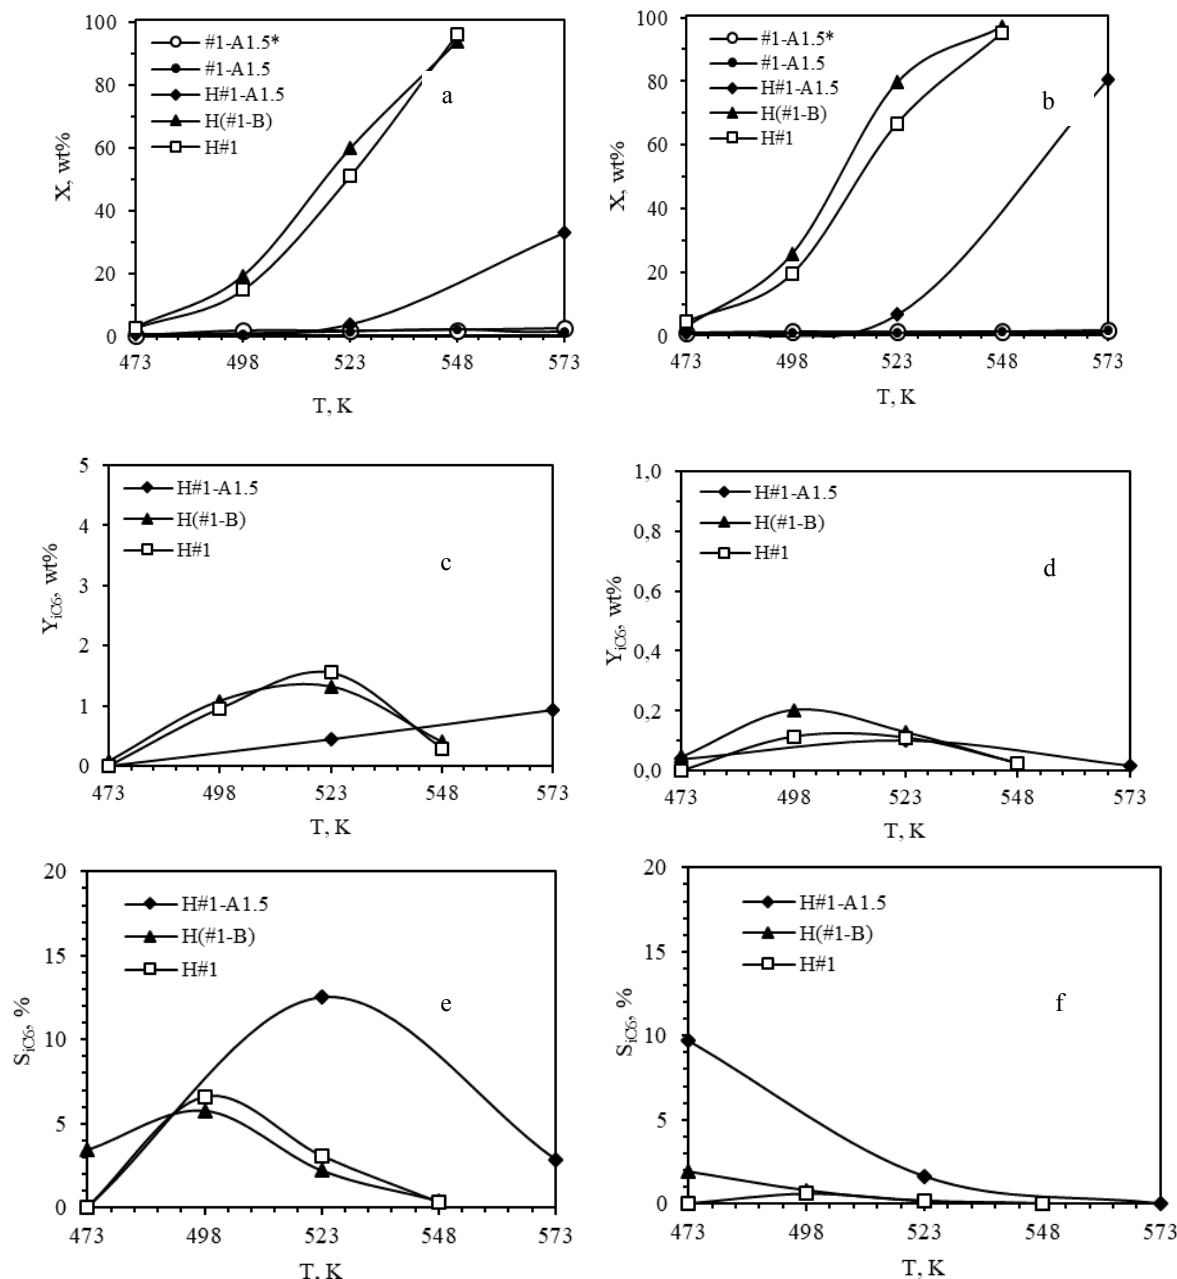 100
80
60
40
20
0
X, wt%
#1-A1.5*
#1-A1.5
H#1-A1.5
H(#1-B)
H#1
a
473 498 523 548 573
T, K
100
80
60
40
20
0
X, wt%
#1-A1.5*
#1-A1.5
H#1-A1.5
H(#1-B)
H#1
b
473 498 523 548 573
T, K
5
4
3
2
1
0
YiC6, wt%
H#1-A1.5
H(#1-B)
H#1
c
473 498 523 548 573
T, K
1,0
0,8
0,6
0,4
0,2
0,0
YiC6, wt%
H#1-A1.5
H(#1-B)
H#1
d
473 498 523 548 573
T, K
20
15
10
5
0
SiC6, %
H#1-A1.5
H(#1-B)
H#1
e
473 498 523 548 573
T, K
20
15
10
5
0
SiC6, %
H#1-A1.5
H(#1-B)
H#1
f
473 498 523 548 573
T, K